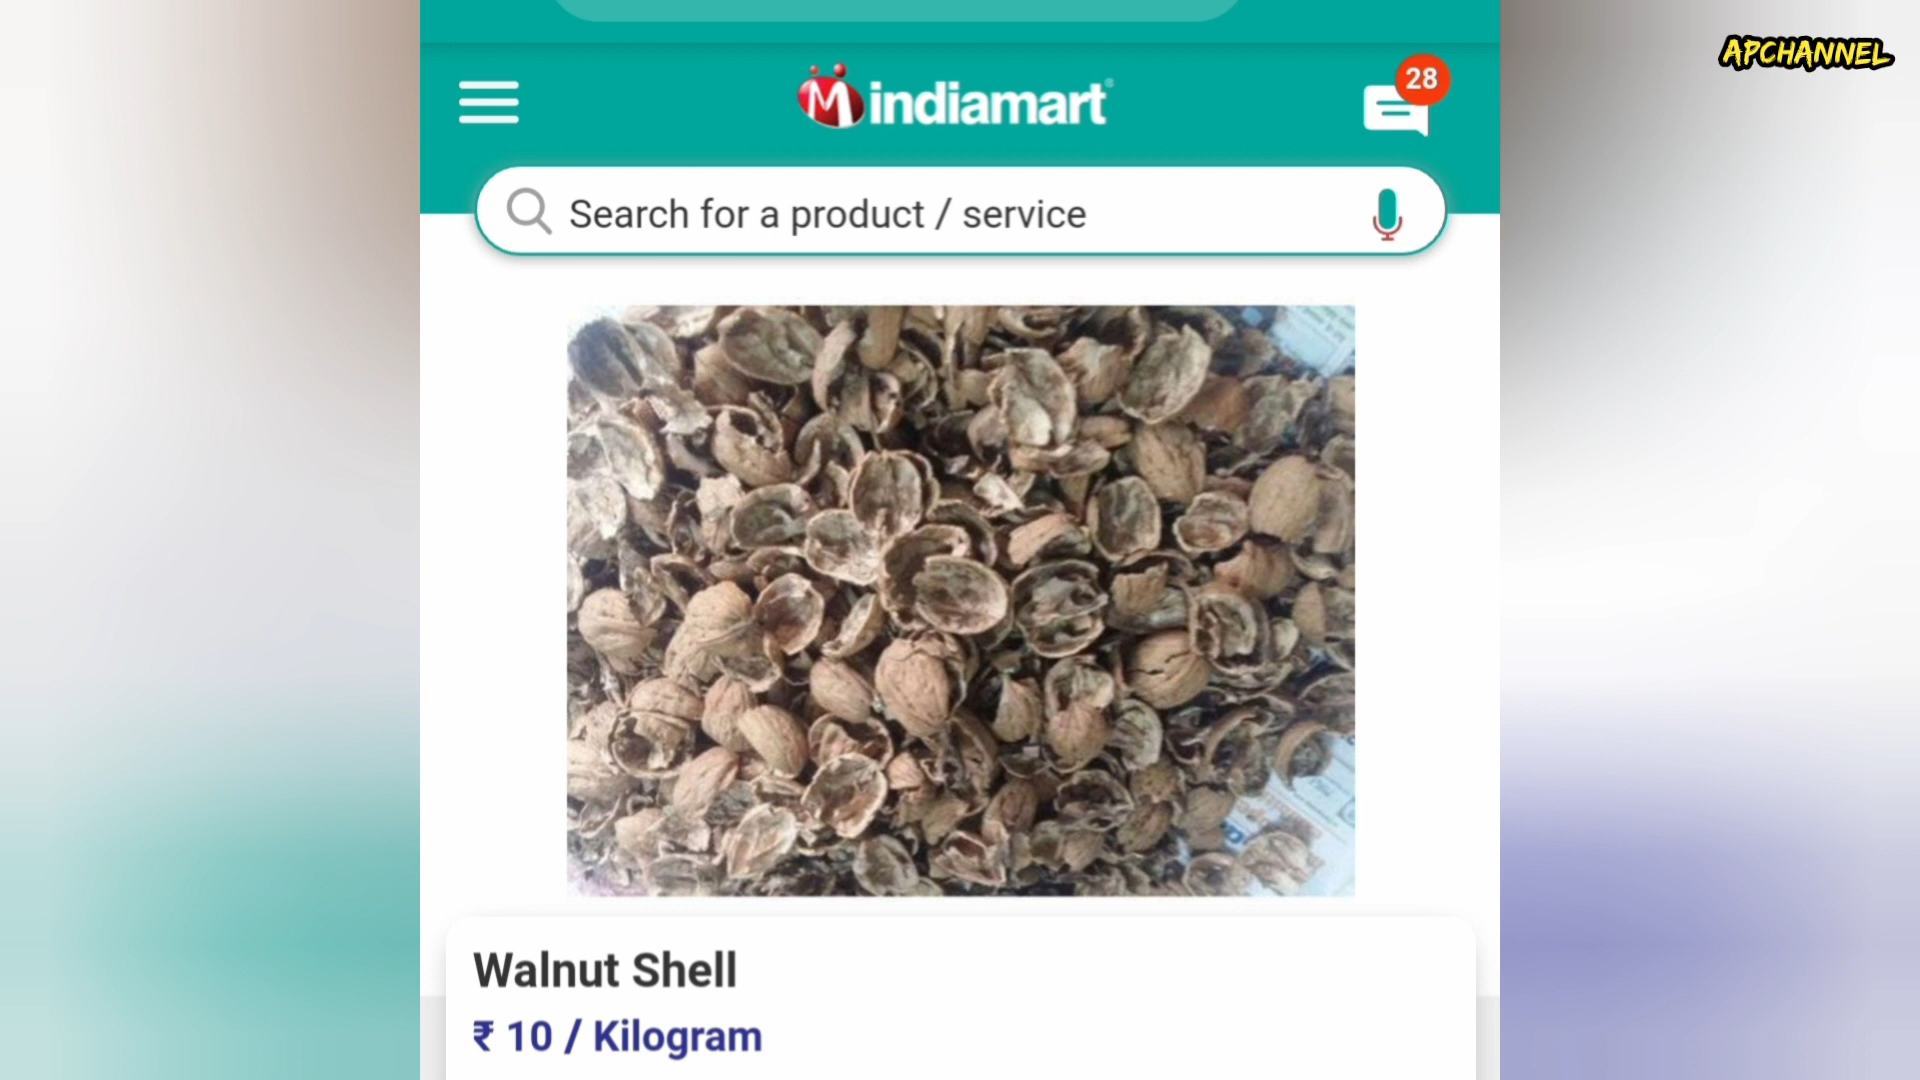 APCHANNEL
28
M indiamart
Search for a product / service
Walnut Shell
₹ 10 / Kilogram